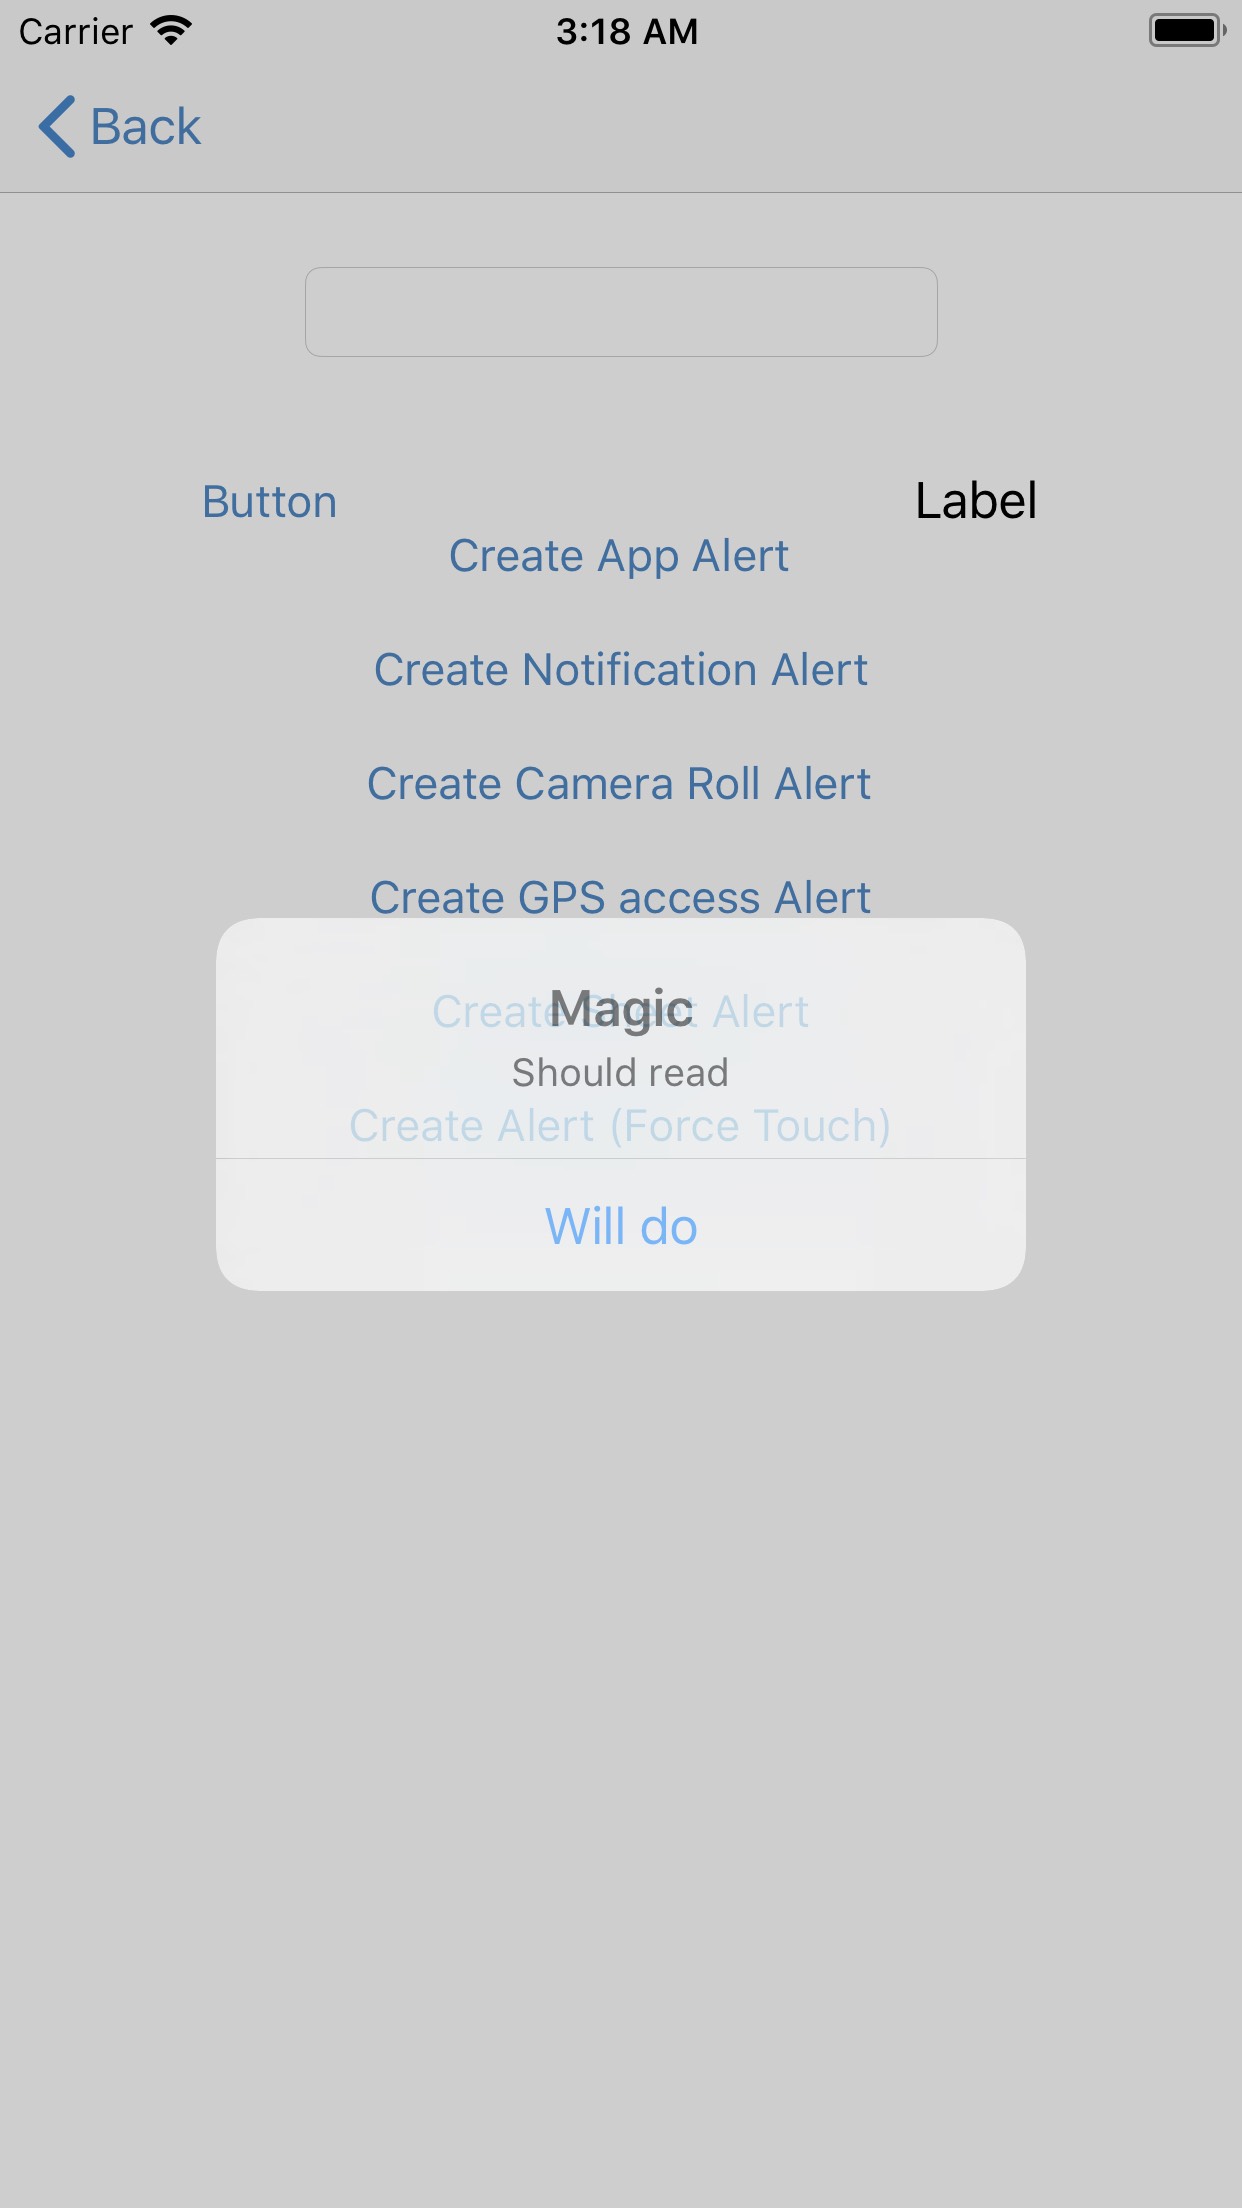 Carrier 3:18 AM
Back
Button
Label
Create App Alert
Create Notification Alert
Create Camera Roll Alert
Create GPS access Alert
Create Sheet Alert
Magic
Should read
Create Alert (Force Touch)
Will do